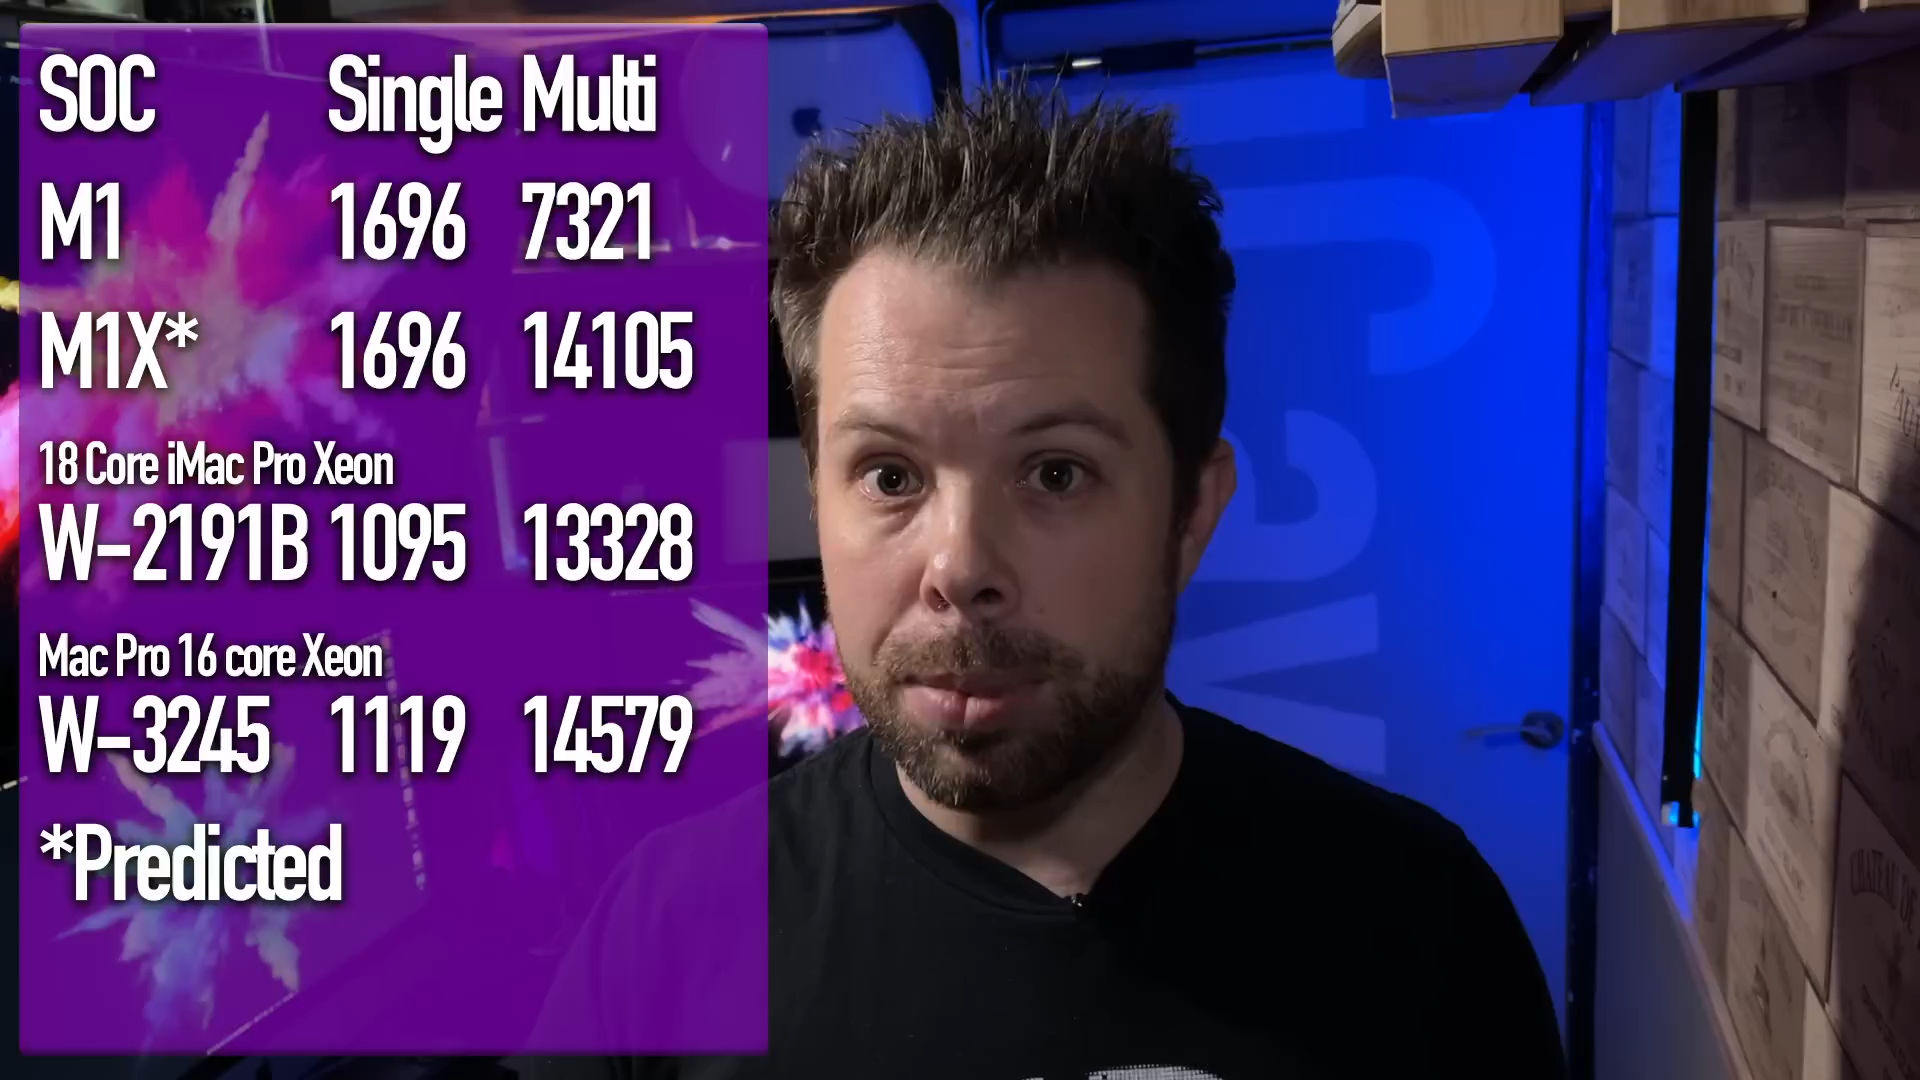 SOC Single Multi
M1 1696 7321
M1X* 1696 14105
18 Core iMac Pro Xeon
W-2191B 1095 13328
Mac Pro 16 core Xeon
W-3245 1119 14579
*Predicted